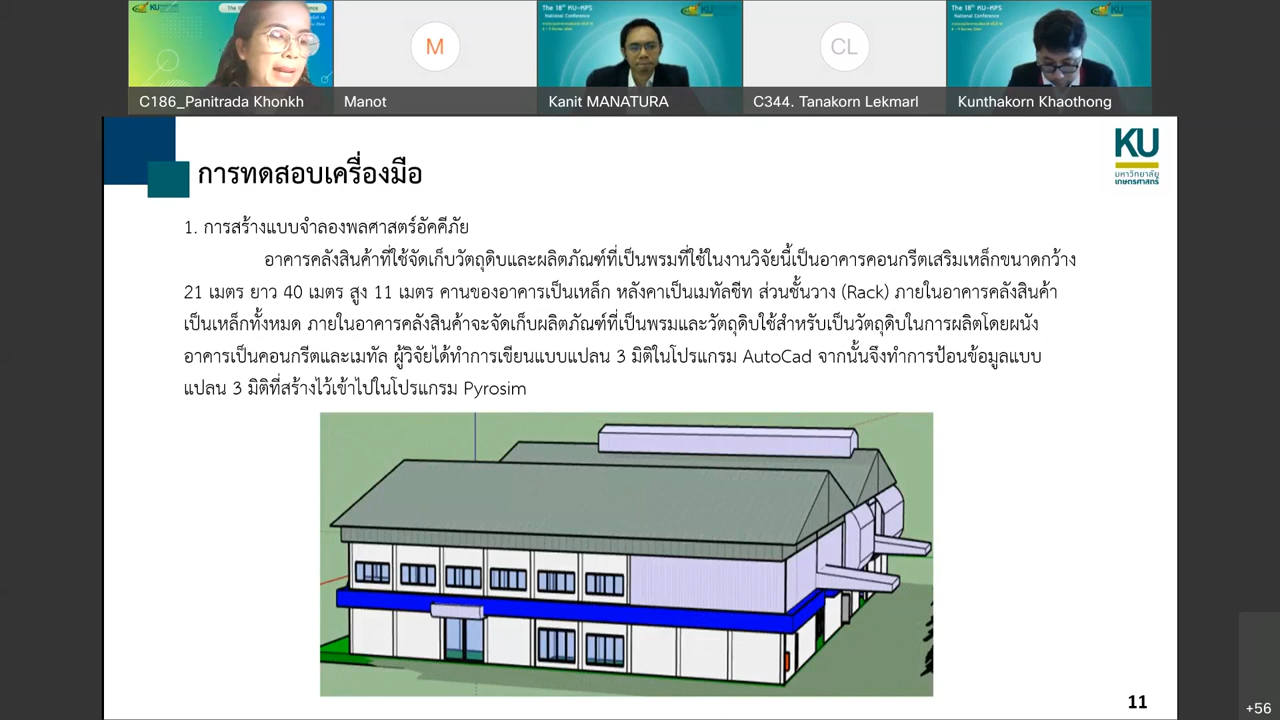 The 18th KU-KPS
National Conference
The 18th KU-KPS
National Conference
M
CL
C186_Panitrada Khonkh
Manot
Kanit MANATURA
C344. Tanakorn Lekmarl
Kunthakorn Khaothong
KU
มหาวิทยาลัย
เกษตรศาสตร์
การทดสอบเครื่องมือ
1. การสร้างแบบจำลองพลศาสตร์อัคคีภัย
อาคารคลังสินค้าที่ใช้จัดเก็บวัตถุดิบและผลิตภัณฑ์ที่เป็นพรมที่ใช้ในงานวิจัยนี้เป็นอาคารคอนกรีตเสริมเหล็กขนาดกว้าง
21 เมตร ยาว 40 เมตร สูง 11 เมตร คานของอาคารเป็นเหล็ก หลังคาเป็นเมทัลชีท ส่วนชั้นวาง (Rack) ภายในอาคารคลังสินค้า
เป็นเหล็กทั้งหมด ภายในอาคารคลังสินค้าจะจัดเก็บผลิตภัณฑ์ที่เป็นพรมและวัตถุดิบใช้สำหรับเป็นวัตถุดิบในการผลิตโดยผนัง
อาคารเป็นคอนกรีตและเมทัล ผู้วิจัยได้ทำการเขียนแบบแปลน 3 มิติในโปรแกรม AutoCad จากนั้นจึงทำการป้อนข้อมูลแบบ
แปลน 3 มิติที่สร้างไว้เข้าไปในโปรแกรม Pyrosim
11
+56